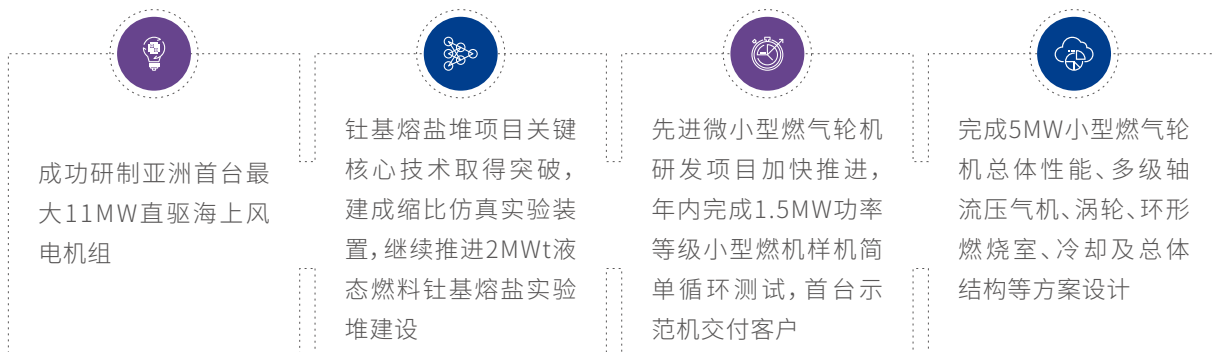 成功研制亚洲首台最
大11MW直驱海上风
电机组
钍基熔盐堆项目关键
核心技术取得突破，
建成缩比仿真实验装
置，继续推进2MWt液
态燃料钍基熔盐实验
堆建设
先进微小型燃气轮机
研发项目加快推进，
年内完成1.5MW功率
等级小型燃机样机简
单循环测试，首台示
范机交付客户
完成5MW小型燃气轮
机总体性能、多级轴
流压气机、涡轮、环形
燃烧室、冷却及总体
结构等方案设计